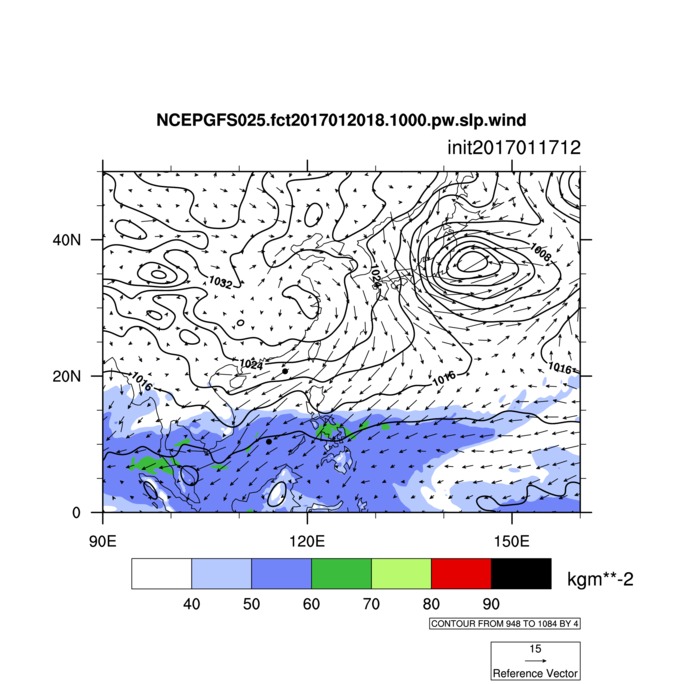 NCEPGFS025.fct2017012018.1000.pw.slp.wind
init2017011712
40N
20N
0
90E 120E 150E
1032
1024
1016
1016
1016
1008
40 50 60 70 80 90
kgm**-2
CONTOUR FROM 948 TO 1084 BY 4
15
Reference Vector